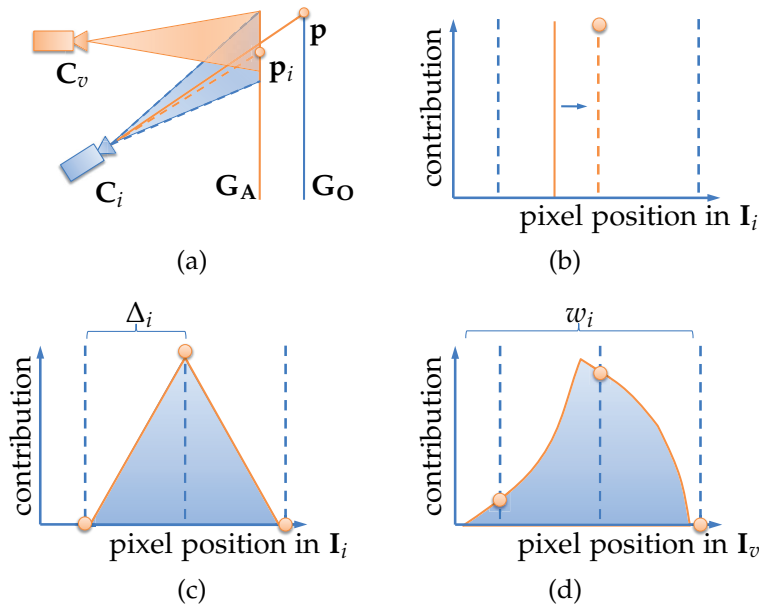 C_v
p
p_i
C_i
G_A
G_O
(a)
contribution
pixel position in I_i
(b)
Δ_i
contribution
pixel position in I_i
(c)
w_i
contribution
pixel position in I_v
(d)